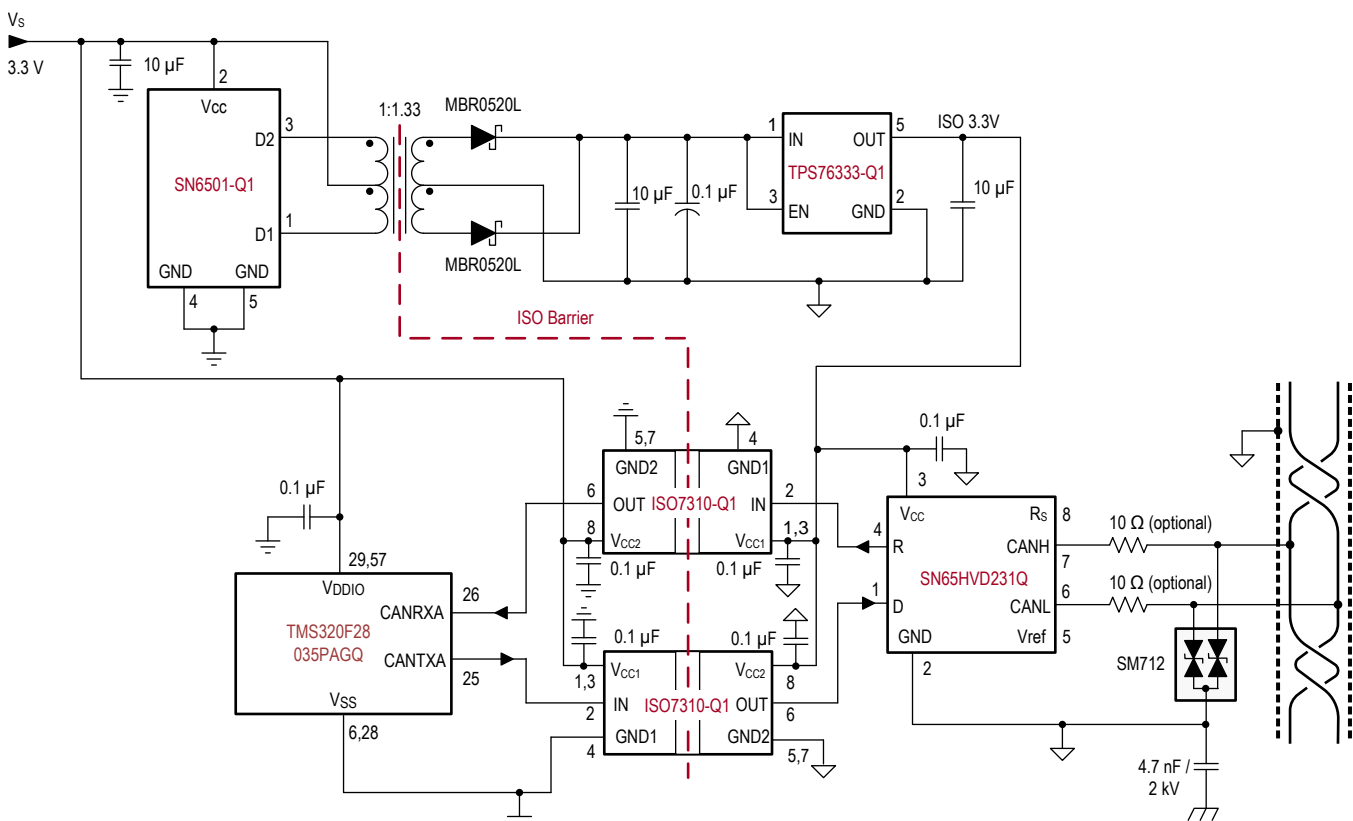 VS
3.3 V
10 µF
2
Vcc
D2
3
SN6501-Q1
D1
1
GND
GND
4
5
1:1.33
MBR0520L
MBR0520L
10 µF
0.1 µF
1
IN
OUT
5
TPS76333-Q1
3
EN
GND
2
ISO 3.3V
10 µF
ISO Barrier
5,7
4
GND2
GND1
6
OUT
ISO7310-Q1
IN
2
8
VCC2
VCC1
1,3
0.1 µF
0.1 µF
0.1 µF
29,57
VDDIO
26
CANRXA
TMS320F28
035PAGQ
CANTXA
25
VSS
6,28
0.1 µF
0.1 µF
1,3
VCC1
VCC2
8
2
IN
ISO7310-Q1
OUT
6
4
GND1
GND2
5,7
0.1 µF
3
VCC
RS
8
4
R
CANH
7
SN65HVD231Q
1
D
CANL
6
GND
Vref
5
2
10 Ω (optional)
10 Ω (optional)
SM712
4.7 nF /
2 kV